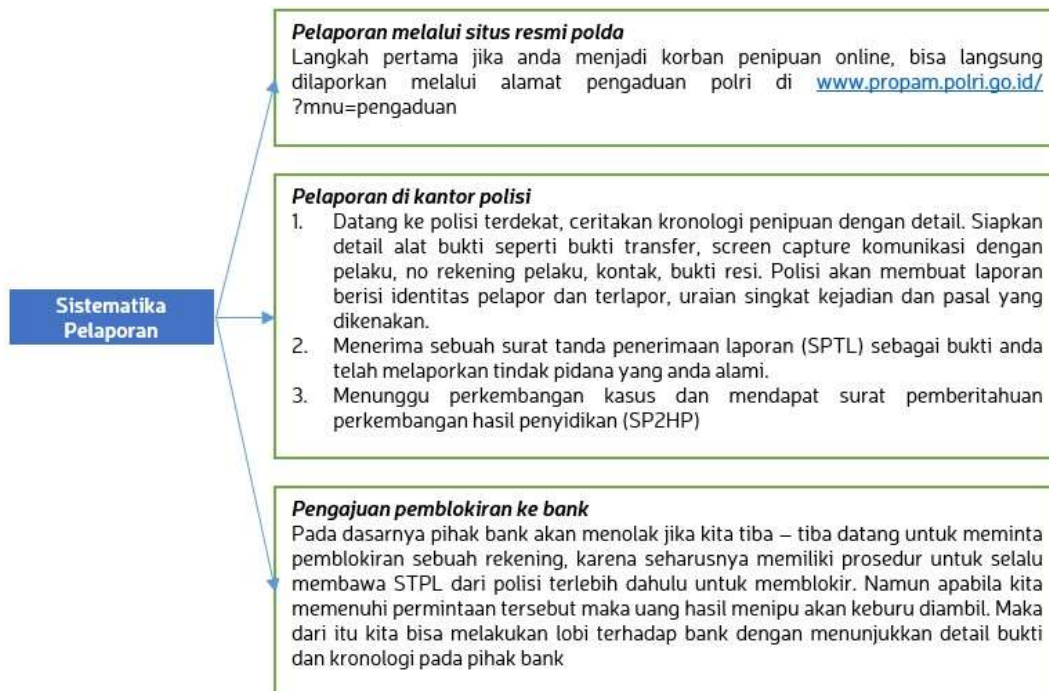 Pelaporan melalui situs resmi polda
Langkah pertama jika anda menjadi korban penipuan online, bisa langsung
dilaporkan melalui alamat pengaduan polri di www.propam.polri.go.id/
?mnu=pengaduan
Pelaporan di kantor polisi
1. Datang ke polisi terdekat, ceritakan kronologi penipuan dengan detail. Siapkan
detail alat bukti seperti bukti transfer, screen capture komunikasi dengan
pelaku, no rekening pelaku, kontak, bukti resi. Polisi akan membuat laporan
berisi identitas pelapor dan terlapor, uraian singkat kejadian dan pasal yang
dikenakan.
2. Menerima sebuah surat tanda penerimaan laporan (SPTL) sebagai bukti anda
telah melaporkan tindak pidana yang anda alami.
3. Menunggu perkembangan kasus dan mendapat surat pemberitahuan
perkembangan hasil penyidikan (SP2HP)
Sistematika
Pelaporan
Pengajuan pemblokiran ke bank
Pada dasarnya pihak bank akan menolak jika kita tiba – tiba datang untuk meminta
pemblokiran sebuah rekening, karena seharusnya memiliki prosedur untuk selalu
membawa STPL dari polisi terlebih dahulu untuk memblokir. Namun apabila kita
memenuhi permintaan tersebut maka uang hasil menipu akan keburu diambil. Maka
dari itu kita bisa melakukan lobi terhadap bank dengan menunjukkan detail bukti
dan kronologi pada pihak bank